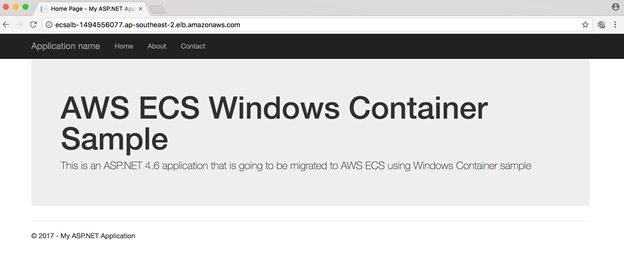 Home Page - My ASP.NET App
ecsalb-1494556077.ap-southeast-2.elb.amazonaws.com
Application name Home About Contact
AWS ECS Windows Container
Sample
This is an ASP.NET 4.6 application that is going to be migrated to AWS ECS using Windows Container sample
© 2017 - My ASP.NET Application